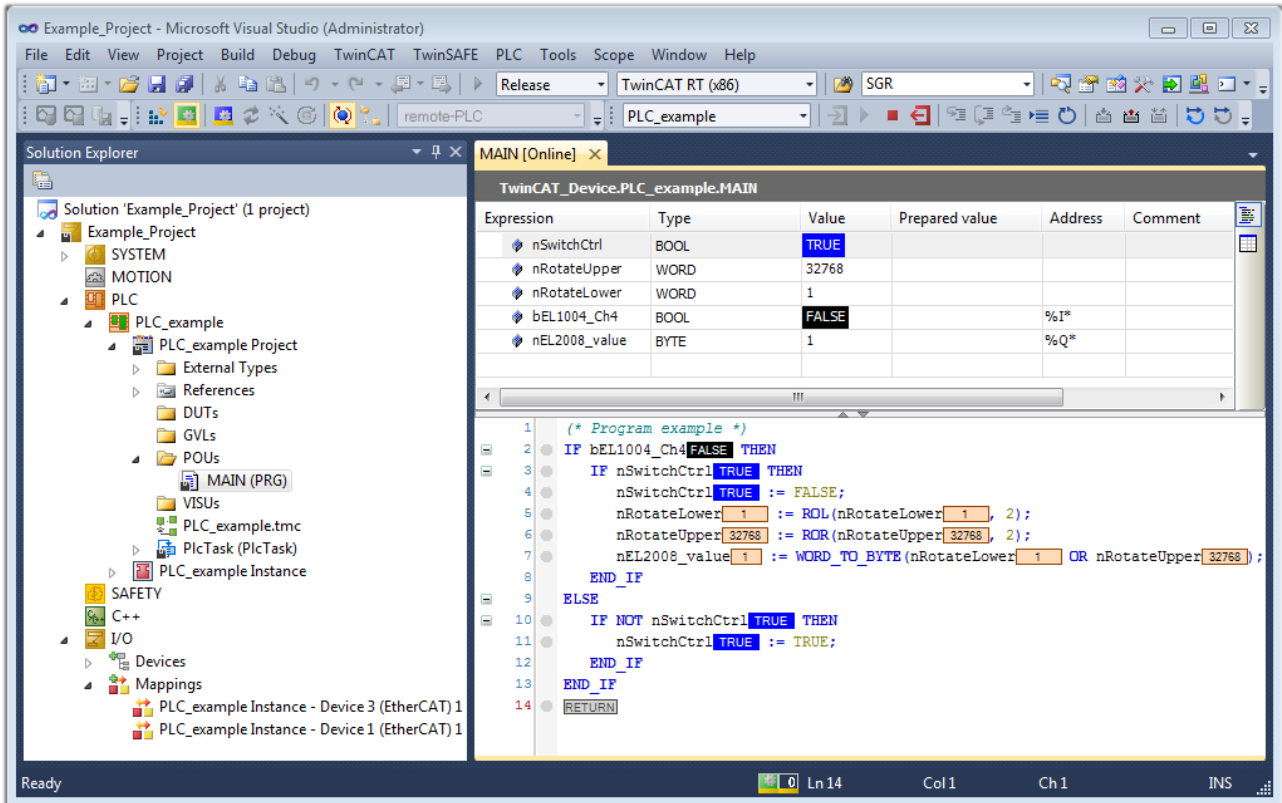 Example_Project - Microsoft Visual Studio (Administrator)
File Edit View Project Build Debug TwinCAT TwinSAFE PLC Tools Scope Window Help
Release TwinCAT RT (x86) SGR
remote-PLC PLC_example
Solution Explorer
Solution 'Example_Project' (1 project)
Example_Project
SYSTEM
MOTION
PLC
PLC_example
PLC_example Project
External Types
References
DUTs
GVLs
POUs
MAIN (PRG)
VISUs
PLC_example.tmc
PlcTask (PlcTask)
PLC_example Instance
SAFETY
C++
I/O
Devices
Mappings
PLC_example Instance - Device 3 (EtherCAT) 1
PLC_example Instance - Device 1 (EtherCAT) 1
MAIN [Online]
TwinCAT_Device.PLC_example.MAIN
Expression Type Value Prepared value Address Comment
nSwitchCtrl BOOL TRUE
nRotateUpper WORD 32768
nRotateLower WORD 1
bEL1004_Ch4 BOOL FALSE %I*
nEL2008_value BYTE 1 %Q*
1 (* Program example *)
2 IF bEL1004_Ch4 FALSE THEN
3 IF nSwitchCtrl TRUE THEN
4 nSwitchCtrl TRUE := FALSE;
5 nRotateLower 1 := ROL(nRotateLower 1 , 2);
6 nRotateUpper 32768 := ROR(nRotateUpper 32768 , 2);
7 nEL2008_value 1 := WORD_TO_BYTE(nRotateLower 1 OR nRotateUpper 32768 );
8 END_IF
9 ELSE
10 IF NOT nSwitchCtrl TRUE THEN
11 nSwitchCtrl TRUE := TRUE;
12 END_IF
13 END_IF
14 RETURN
Ready 0 Ln 14 Col 1 Ch 1 INS